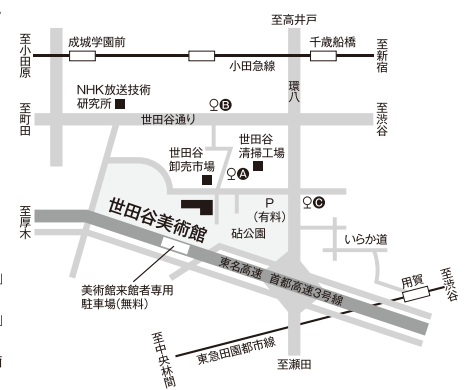 至高井戸
至小田原
成城学園前
千歳船橋
至新宿
小田急線
環八
NHK放送技術
研究所
B
至町田
世田谷通り
至渋谷
世田谷
卸売市場
世田谷
清掃工場
A
世田谷美術館
P
(有料)
C
砧公園
至厚木
いらか道
東名高速 首都高速3号線
美術館来館者専用
駐車場(無料)
用賀
至渋谷
至中央林間
東急田園都市線
至瀬田
」
」